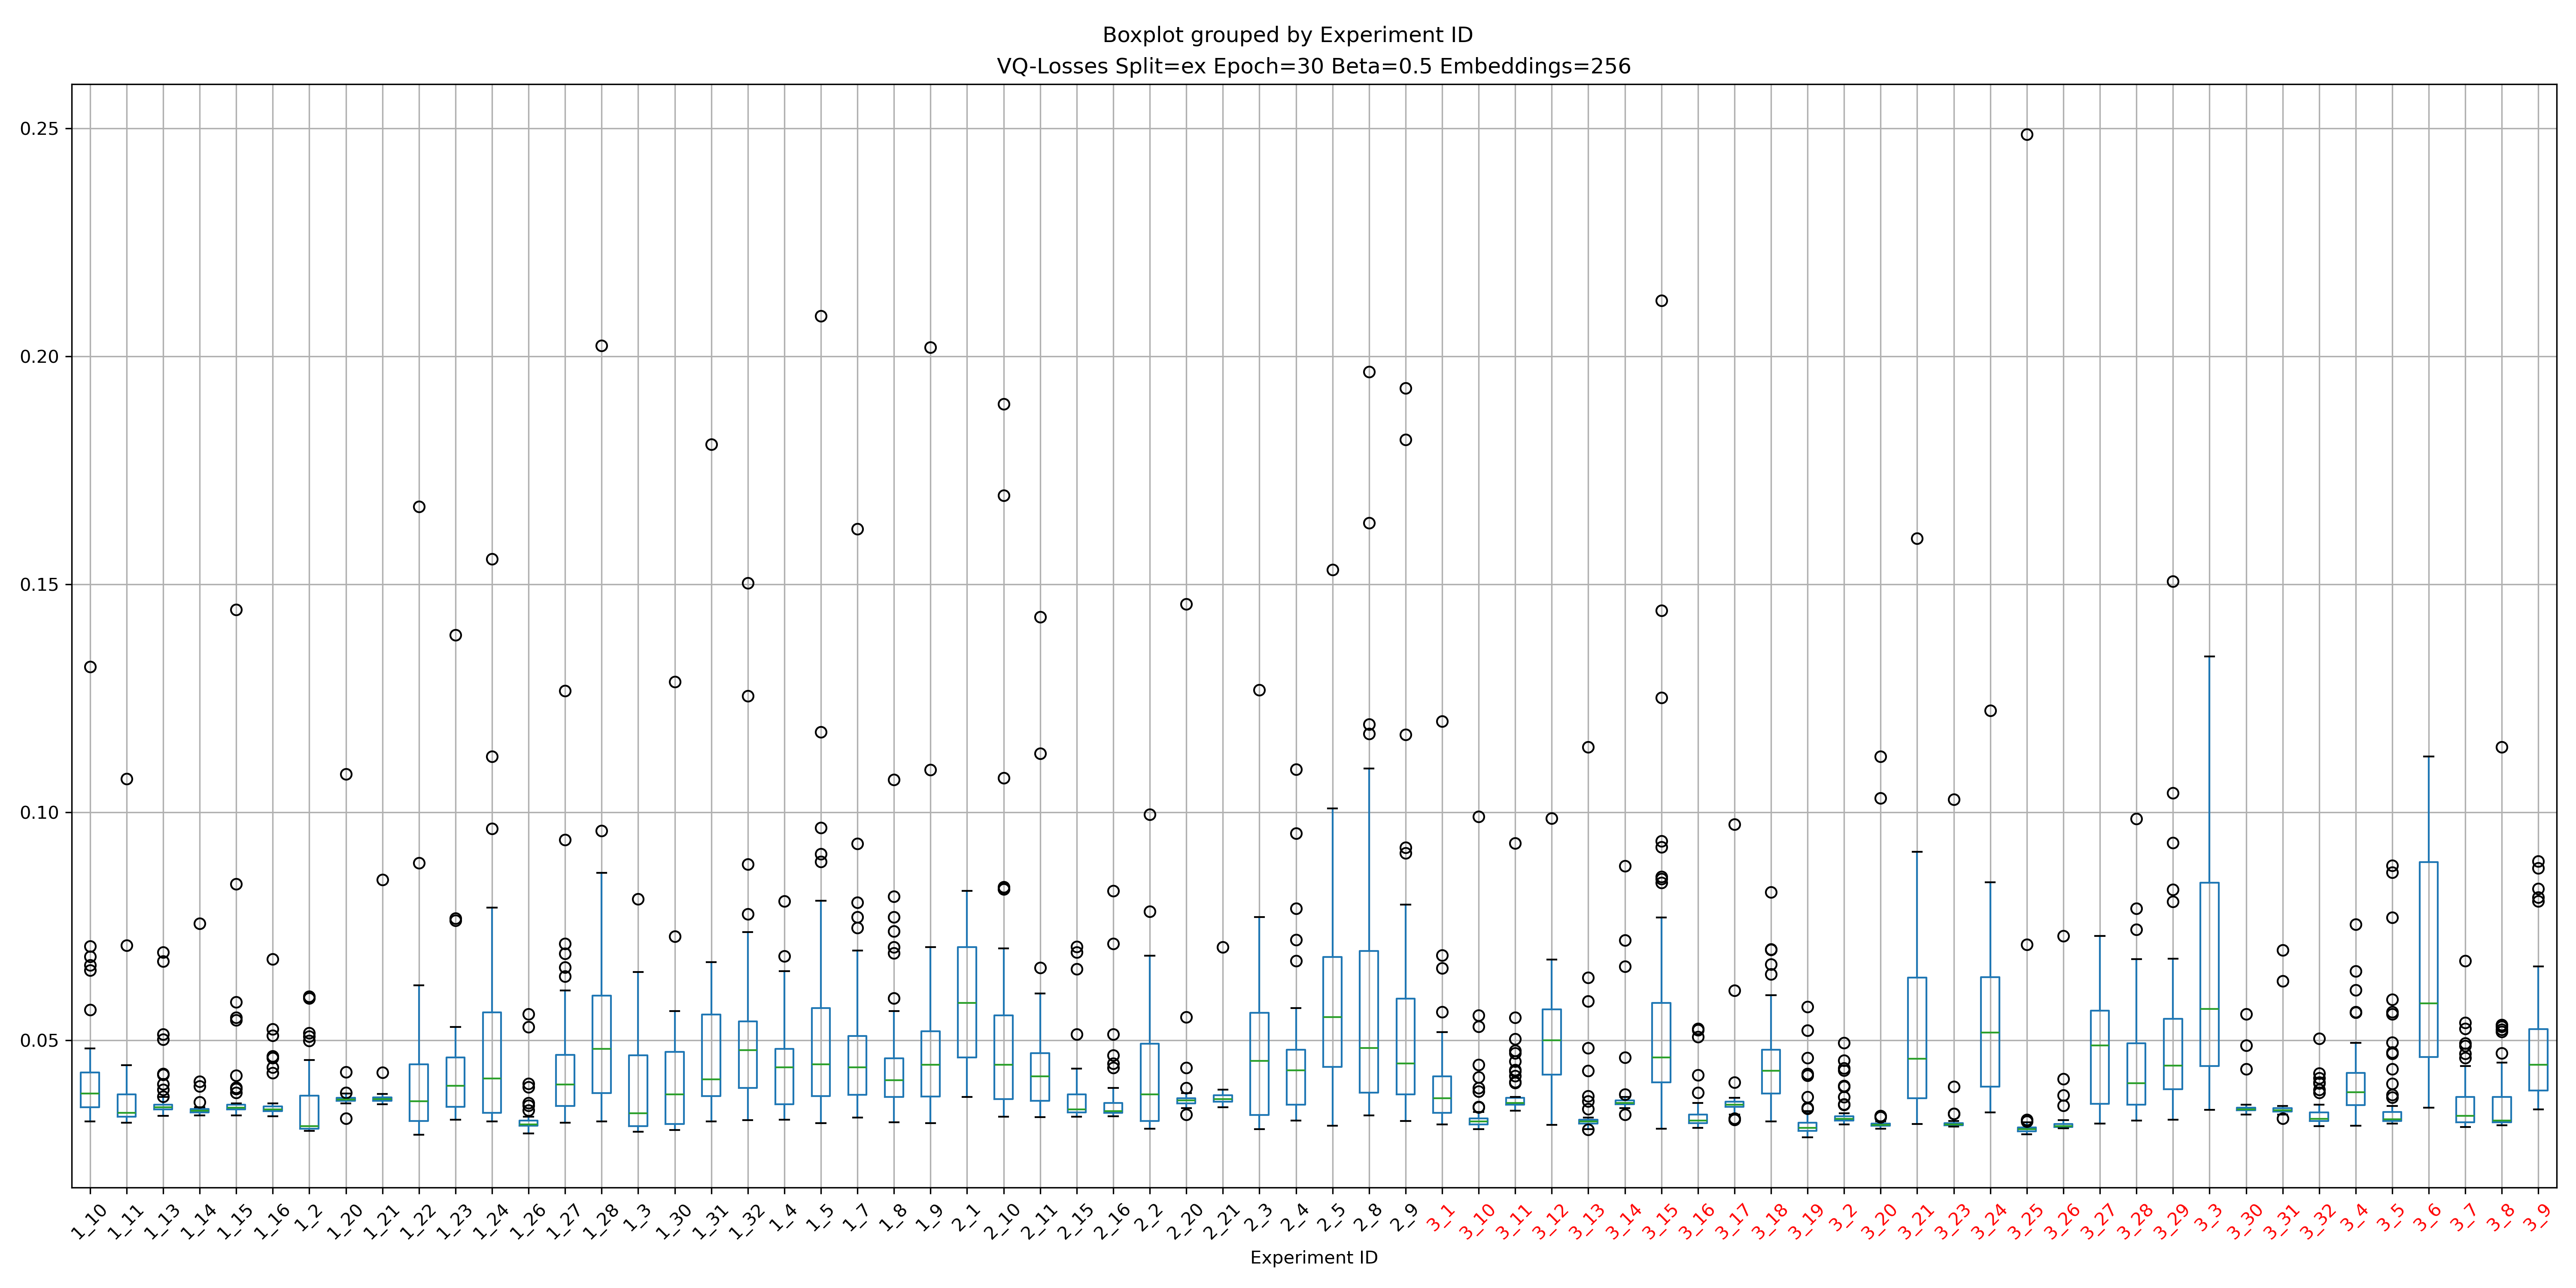 Boxplot grouped by Experiment ID
VQ-Losses Split=ex Epoch=30 Beta=0.5 Embeddings=256
0.25
0.20
0.15
0.10
0.05
1_10 1_11 1_13 1_14 1_15 1_16 1_2 1_20 1_21 1_22 1_23 1_24 1_26 1_27 1_28 1_3 1_30 1_31 1_32 1_4 1_5 1_7 1_8 1_9 2_1 2_10 2_11 2_15 2_16 2_2 2_20 2_21 2_3 2_4 2_5 2_8 2_9 3_1 3_10 3_11 3_12 3_13 3_14 3_15 3_16 3_17 3_18 3_19 3_2 3_20 3_21 3_23 3_24 3_25 3_26 3_27 3_28 3_29 3_3 3_30 3_31 3_32 3_4 3_5 3_6 3_7 3_8 3_9
Experiment ID